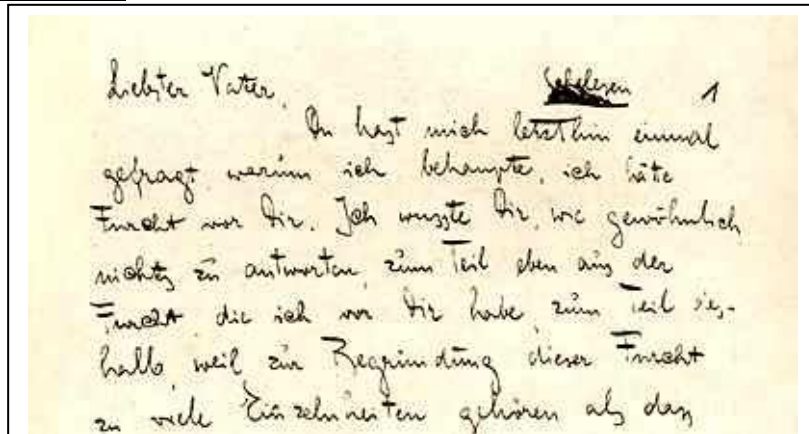 Liebster Vater, Schelesen 1
Du hast mich letzthin einmal
gefragt, warum ich behaupte, ich hätte
Furcht vor Dir. Ich wusste Dir, wie gewöhnlich
nichts zu antworten, zum Teil eben aus der
Furcht die ich vor Dir habe, zum Teil des-
halb, weil zur Begründung dieser Furcht
zu viele Einzelnheiten gehören als dass